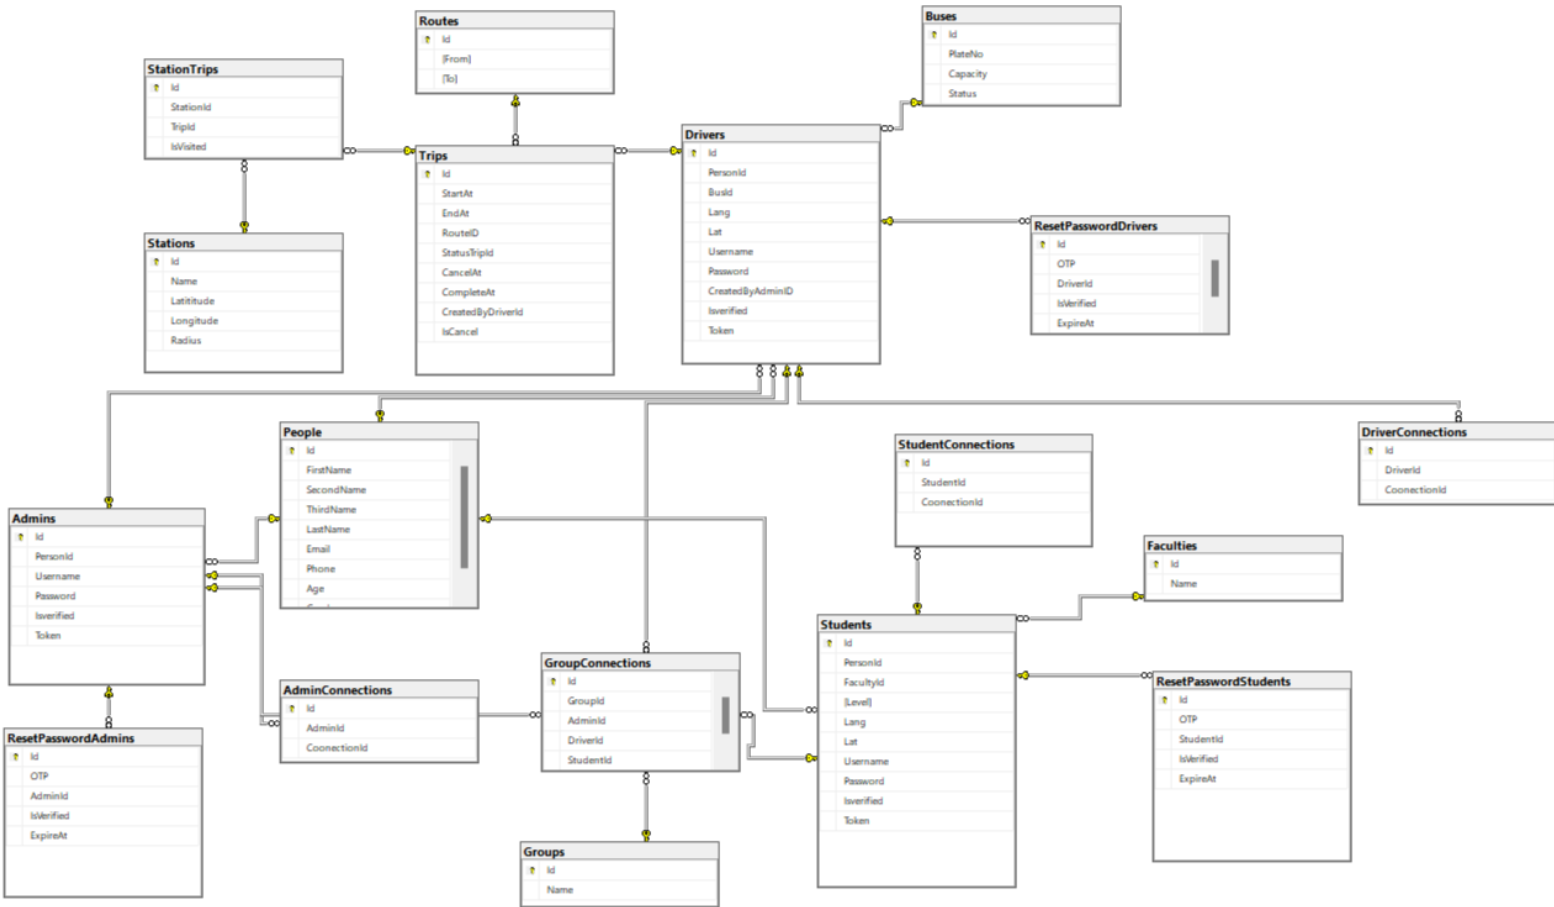 Routes
Id
[From]
[To]
Buses
Id
PlateNo
Capacity
Status
StationTrips
Id
StationId
TripId
IsVisited
Trips
Id
StartAt
EndAt
RouteID
StatusTripId
CancelAt
CompleteAt
CreatedByDriverId
IsCancel
Drivers
Id
PersonId
BusId
Lang
Lat
Username
Password
CreatedByAdminID
Isverified
Token
ResetPasswordDrivers
Id
OTP
DriverId
IsVerified
ExpireAt
Stations
Id
Name
Latititude
Longitude
Radius
People
Id
FirstName
SecondName
ThirdName
LastName
Email
Phone
Age
StudentConnections
Id
StudentId
CoonectionId
DriverConnections
Id
DriverId
CoonectionId
Admins
Id
PersonId
Username
Password
Isverified
Token
Faculties
Id
Name
Students
Id
PersonId
FacultyId
[Level]
Lang
Lat
Username
Password
Isverified
Token
GroupConnections
Id
GroupId
AdminId
DriverId
StudentId
AdminConnections
Id
AdminId
CoonectionId
ResetPasswordStudents
Id
OTP
StudentId
IsVerified
ExpireAt
ResetPasswordAdmins
Id
OTP
AdminId
IsVerified
ExpireAt
Groups
Id
Name